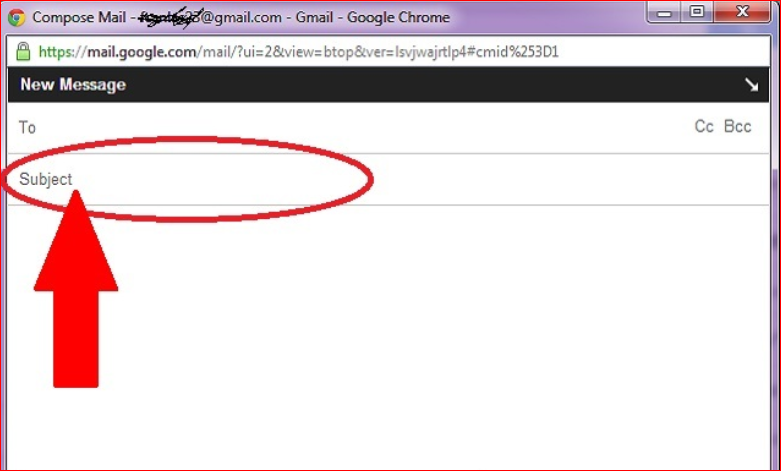 Compose Mail - @gmail.com - Gmail - Google Chrome
https://mail.google.com/mail/?ui=2&view=btop&ver=lsvjwajrtlp4#cmid%253D1
New Message
To Cc Bcc
Subject